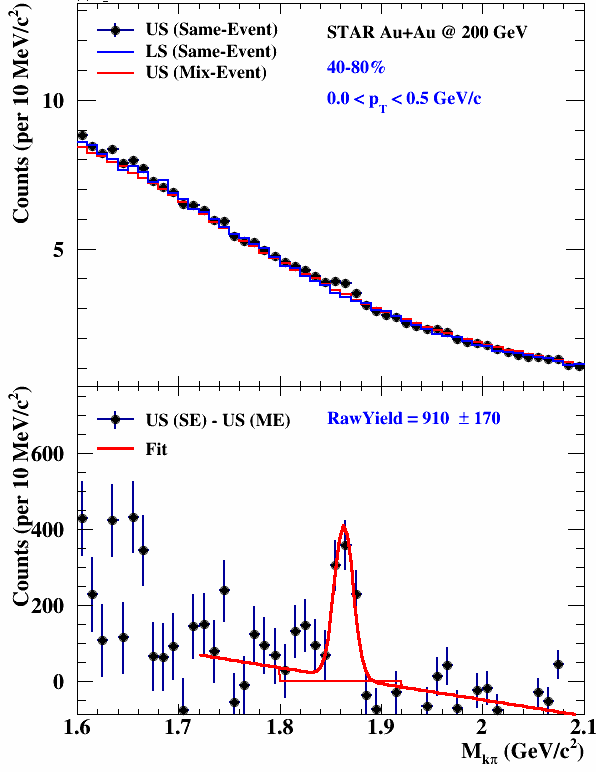 US (Same-Event)
LS (Same-Event)
US (Mix-Event)
STAR Au+Au @ 200 GeV
40-80%
0.0 < p_T < 0.5 GeV/c
Counts (per 10 MeV/c²)
10
5
US (SE) - US (ME)
Fit
RawYield = 910 ± 170
Counts (per 10 MeV/c²)
600
400
200
0
1.6 1.7 1.8 1.9 2 2.1
M_kπ (GeV/c²)